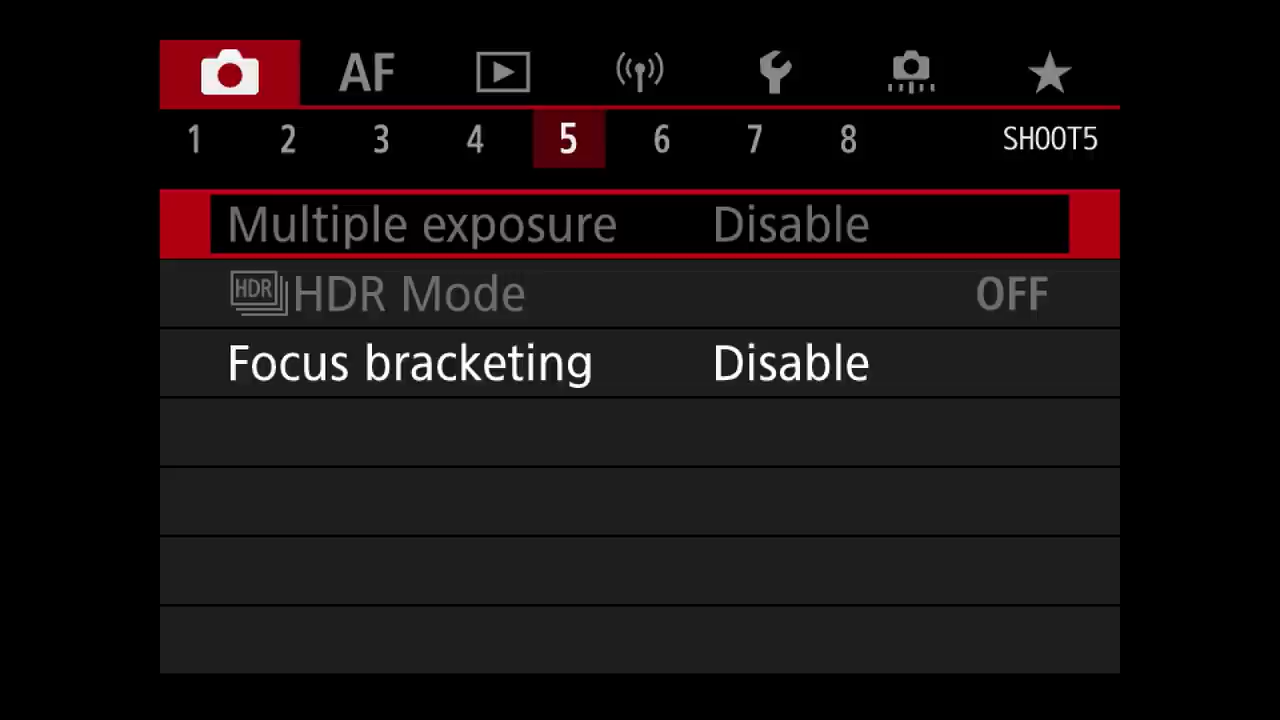 AF
1 2 3 4 5 6 7 8 SHOOT5
Multiple exposure Disable
HDR HDR Mode OFF
Focus bracketing Disable